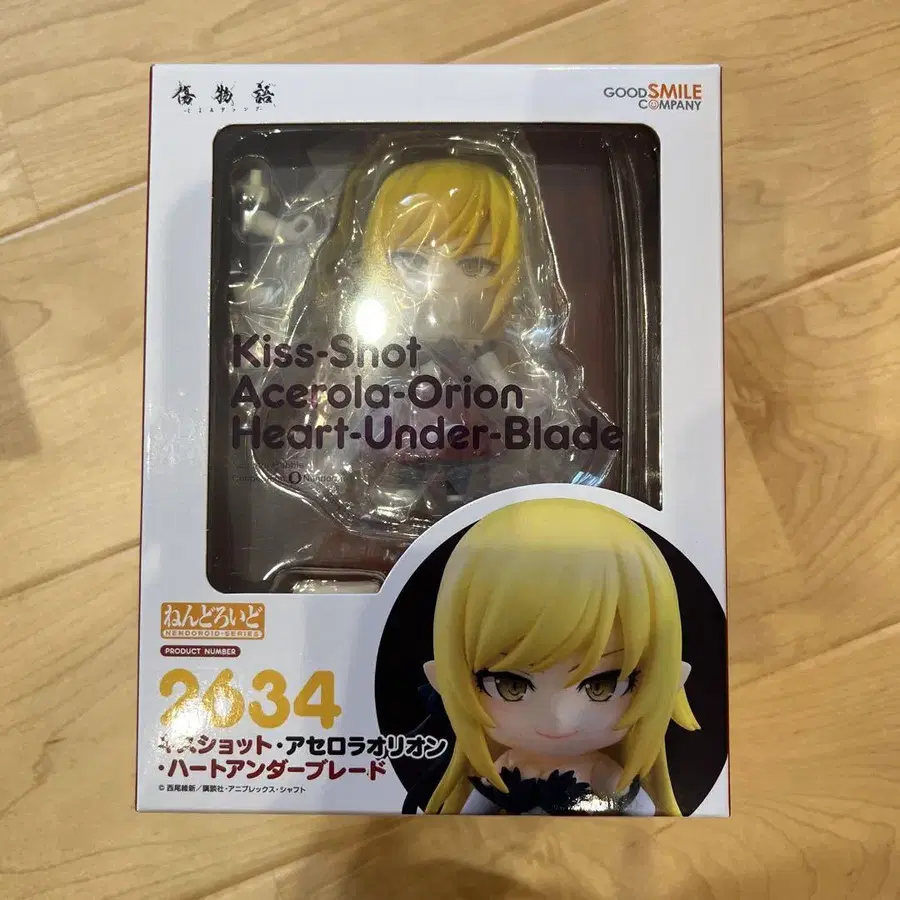 傷物語
GOOD SMILE
COMPANY
Kiss-Shot
Acerola-Orion
Heart-Under-Blade
ねんどろいど
NENDOROID-SERIES
PRODUCT NUMBER
2634
キスショット・アセロラオリオン
・ハートアンダーブレード
© 西尾維新／講談社・アニプレックス・シャフト